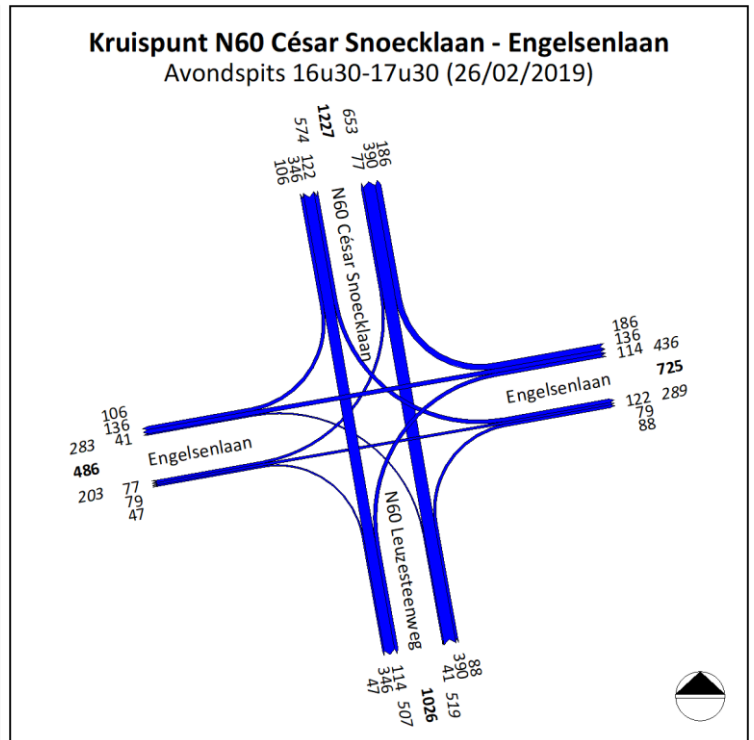 Kruispunt N60 César Snoecklaan - Engelsenlaan
Avondspits 16u30-17u30 (26/02/2019)
574 1227 653
106 346 122
77 390 186
N60 César Snoecklaan
186
136
114 436
725
Engelsenlaan
122 289
79
88
106
136
283 41
486
Engelsenlaan
203 77
79
47
N60 Leuzesteenweg
47 346 114
41 390 88
507 1026 519